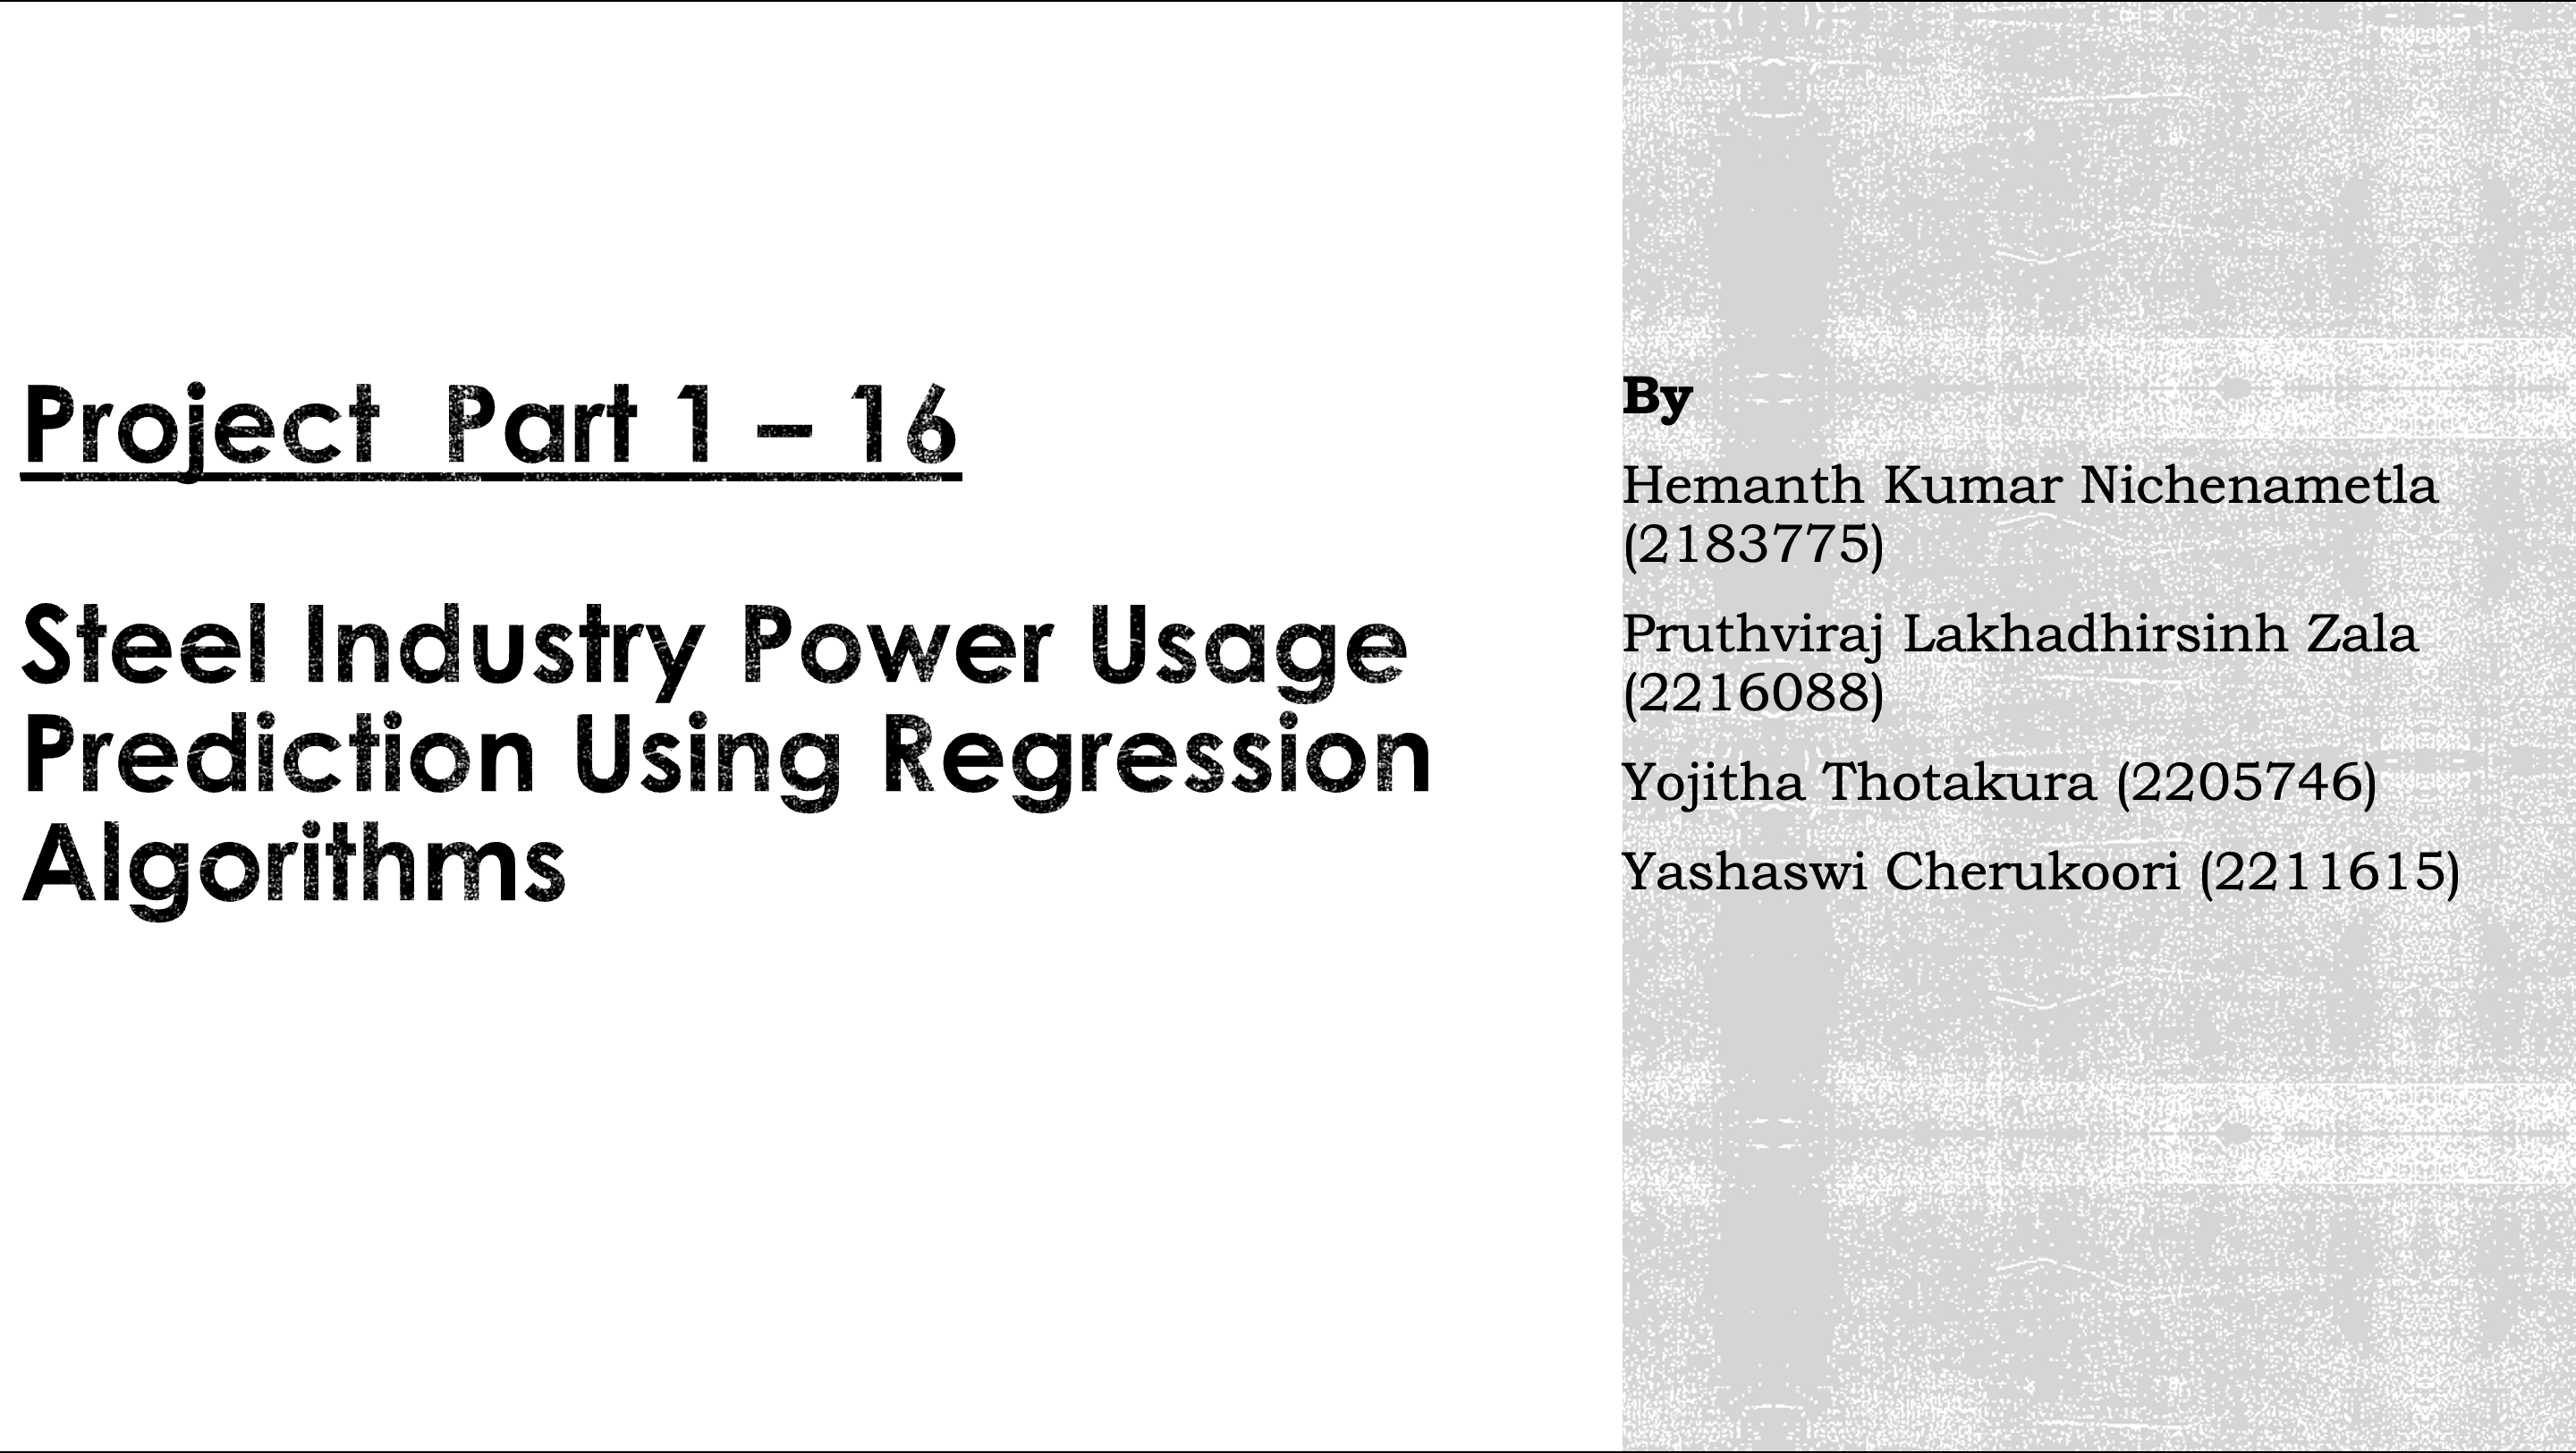 Project  Part 1 – 16
Steel Industry Power Usage
Prediction Using Regression
Algorithms
By
Hemanth Kumar Nichenametla
(2183775)
Pruthviraj Lakhadhirsinh Zala
(2216088)
Yojitha Thotakura (2205746)
Yashaswi Cherukoori (2211615)